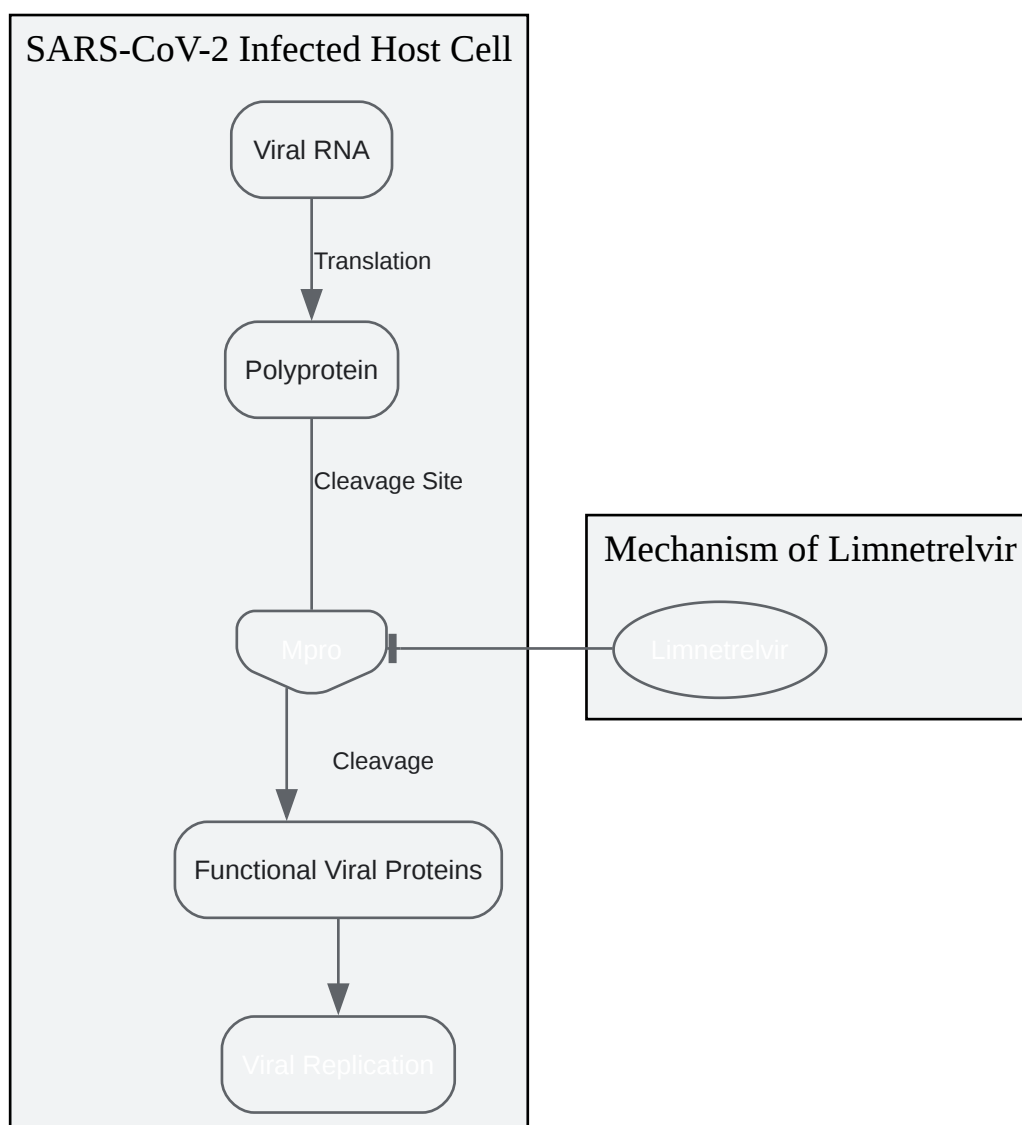 SARS-CoV-2 Infected Host Cell
Viral RNA
Translation
Polyprotein
Cleavage Site
Mechanism of Limnetrelvir
Mpro
Limnetrelvir
Cleavage
Functional Viral Proteins
Viral Replication